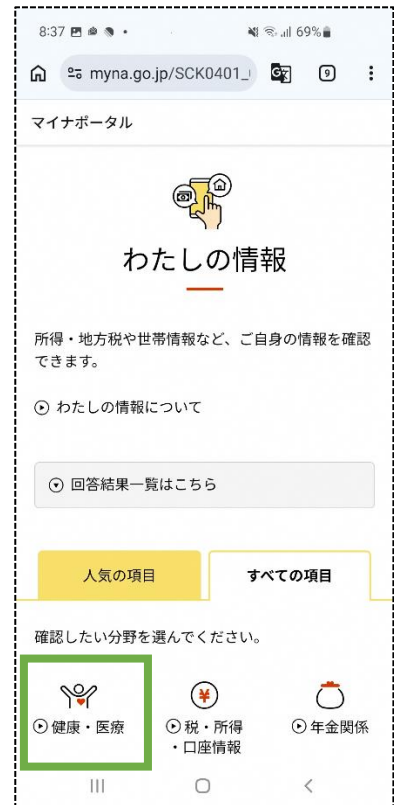 8:37 69%
myna.go.jp/SCK0401_ 9
マイナポータル
わたしの情報
所得・地方税や世帯情報など、ご自身の情報を確認
できます。
わたしの情報について
回答結果一覧はこちら
人気の項目 すべての項目
確認したい分野を選んでください。
健康・医療 税・所得 年金関係
・口座情報